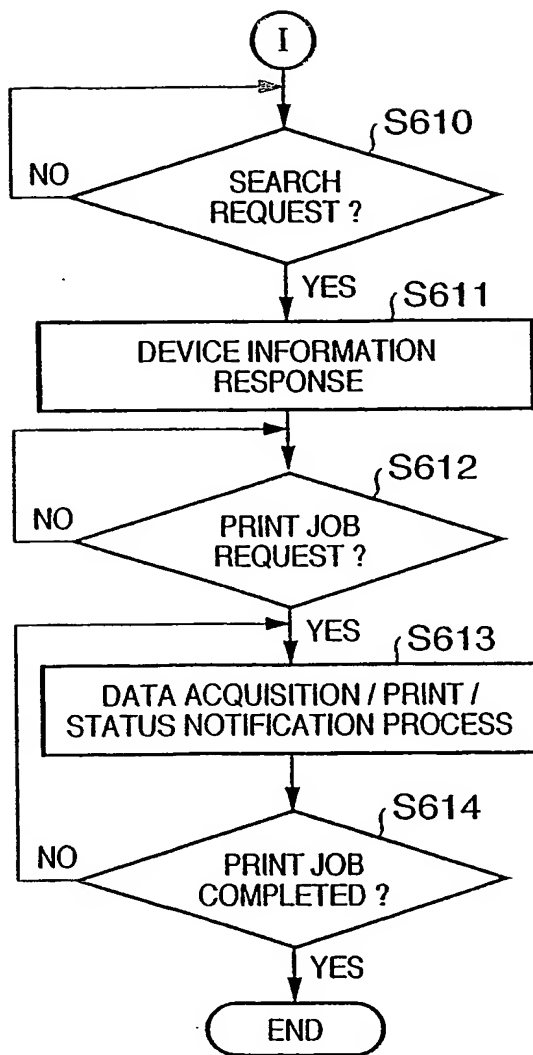 I
S610
NO
SEARCH
REQUEST ?
YES
S611
DEVICE INFORMATION
RESPONSE
S612
NO
PRINT JOB
REQUEST ?
YES
S613
DATA ACQUISITION / PRINT /
STATUS NOTIFICATION PROCESS
S614
NO
PRINT JOB
COMPLETED ?
YES
END